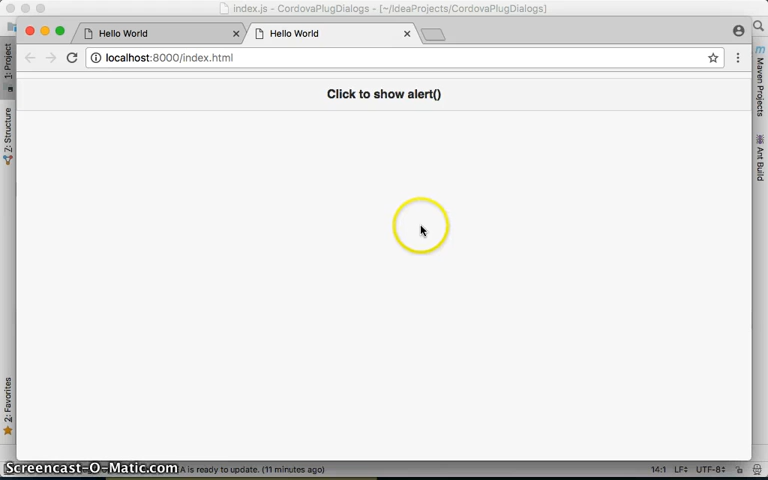 index.js - CordovaPlugDialogs - [~/IdeaProjects/CordovaPlugDialogs]
Hello World
Hello World
localhost:8000/index.html
Click to show alert()
1: Project
Z: Structure
2: Favorites
Maven Projects
Ant Build
Screencast-O-Matic.com
A is ready to update. (11 minutes ago)
14:1 LF÷ UTF-8÷